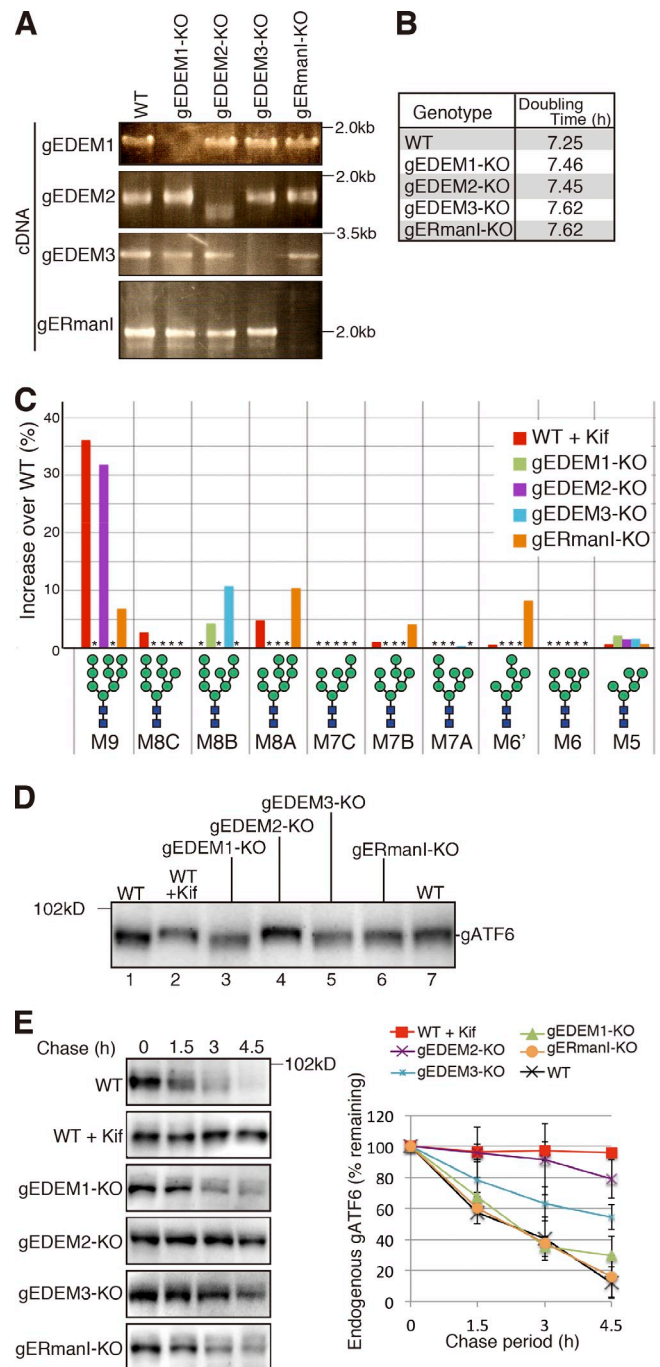 A
WT
gEDEM1-KO
gEDEM2-KO
gEDEM3-KO
gERmanI-KO
cDNA
gEDEM1
2.0kb
gEDEM2
2.0kb
gEDEM3
3.5kb
gERmanI
2.0kb
B
Genotype Doubling Time (h)
WT 7.25
gEDEM1-KO 7.46
gEDEM2-KO 7.45
gEDEM3-KO 7.62
gERmanI-KO 7.62
C
Increase over WT (%)
40
30
20
10
0
WT + Kif
gEDEM1-KO
gEDEM2-KO
gEDEM3-KO
gERmanI-KO
* * * * * * * * * * * * * * * * * * * * * * * * * * * * * * * *
M9 M8C M8B M8A M7C M7B M7A M6' M6 M5
D
gEDEM3-KO
gEDEM2-KO
gEDEM1-KO
gERmanI-KO
WT
WT +Kif
WT
102kD
gATF6
1 2 3 4 5 6 7
E
Chase (h) 0 1.5 3 4.5
102kD
WT
WT + Kif
gEDEM1-KO
gEDEM2-KO
gEDEM3-KO
gERmanI-KO
WT + Kif
gEDEM1-KO
gEDEM2-KO
gERmanI-KO
gEDEM3-KO
WT
Endogenous gATF6 (% remaining)
120
100
80
60
40
20
0
0 1.5 3 4.5
Chase period (h)